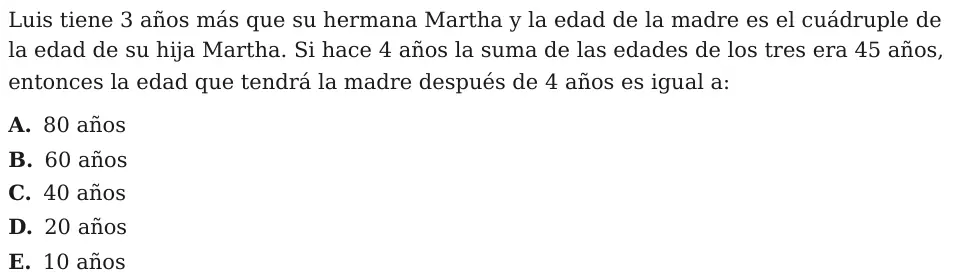 Luis tiene 3 años más que su hermana Martha y la edad de la madre es el cuádruple de
la edad de su hija Martha. Si hace 4 años la suma de las edades de los tres era 45 años,
entonces la edad que tendrá la madre después de 4 años es igual a:
A. 80 años
B. 60 años
C. 40 años
D. 20 años
E. 10 años